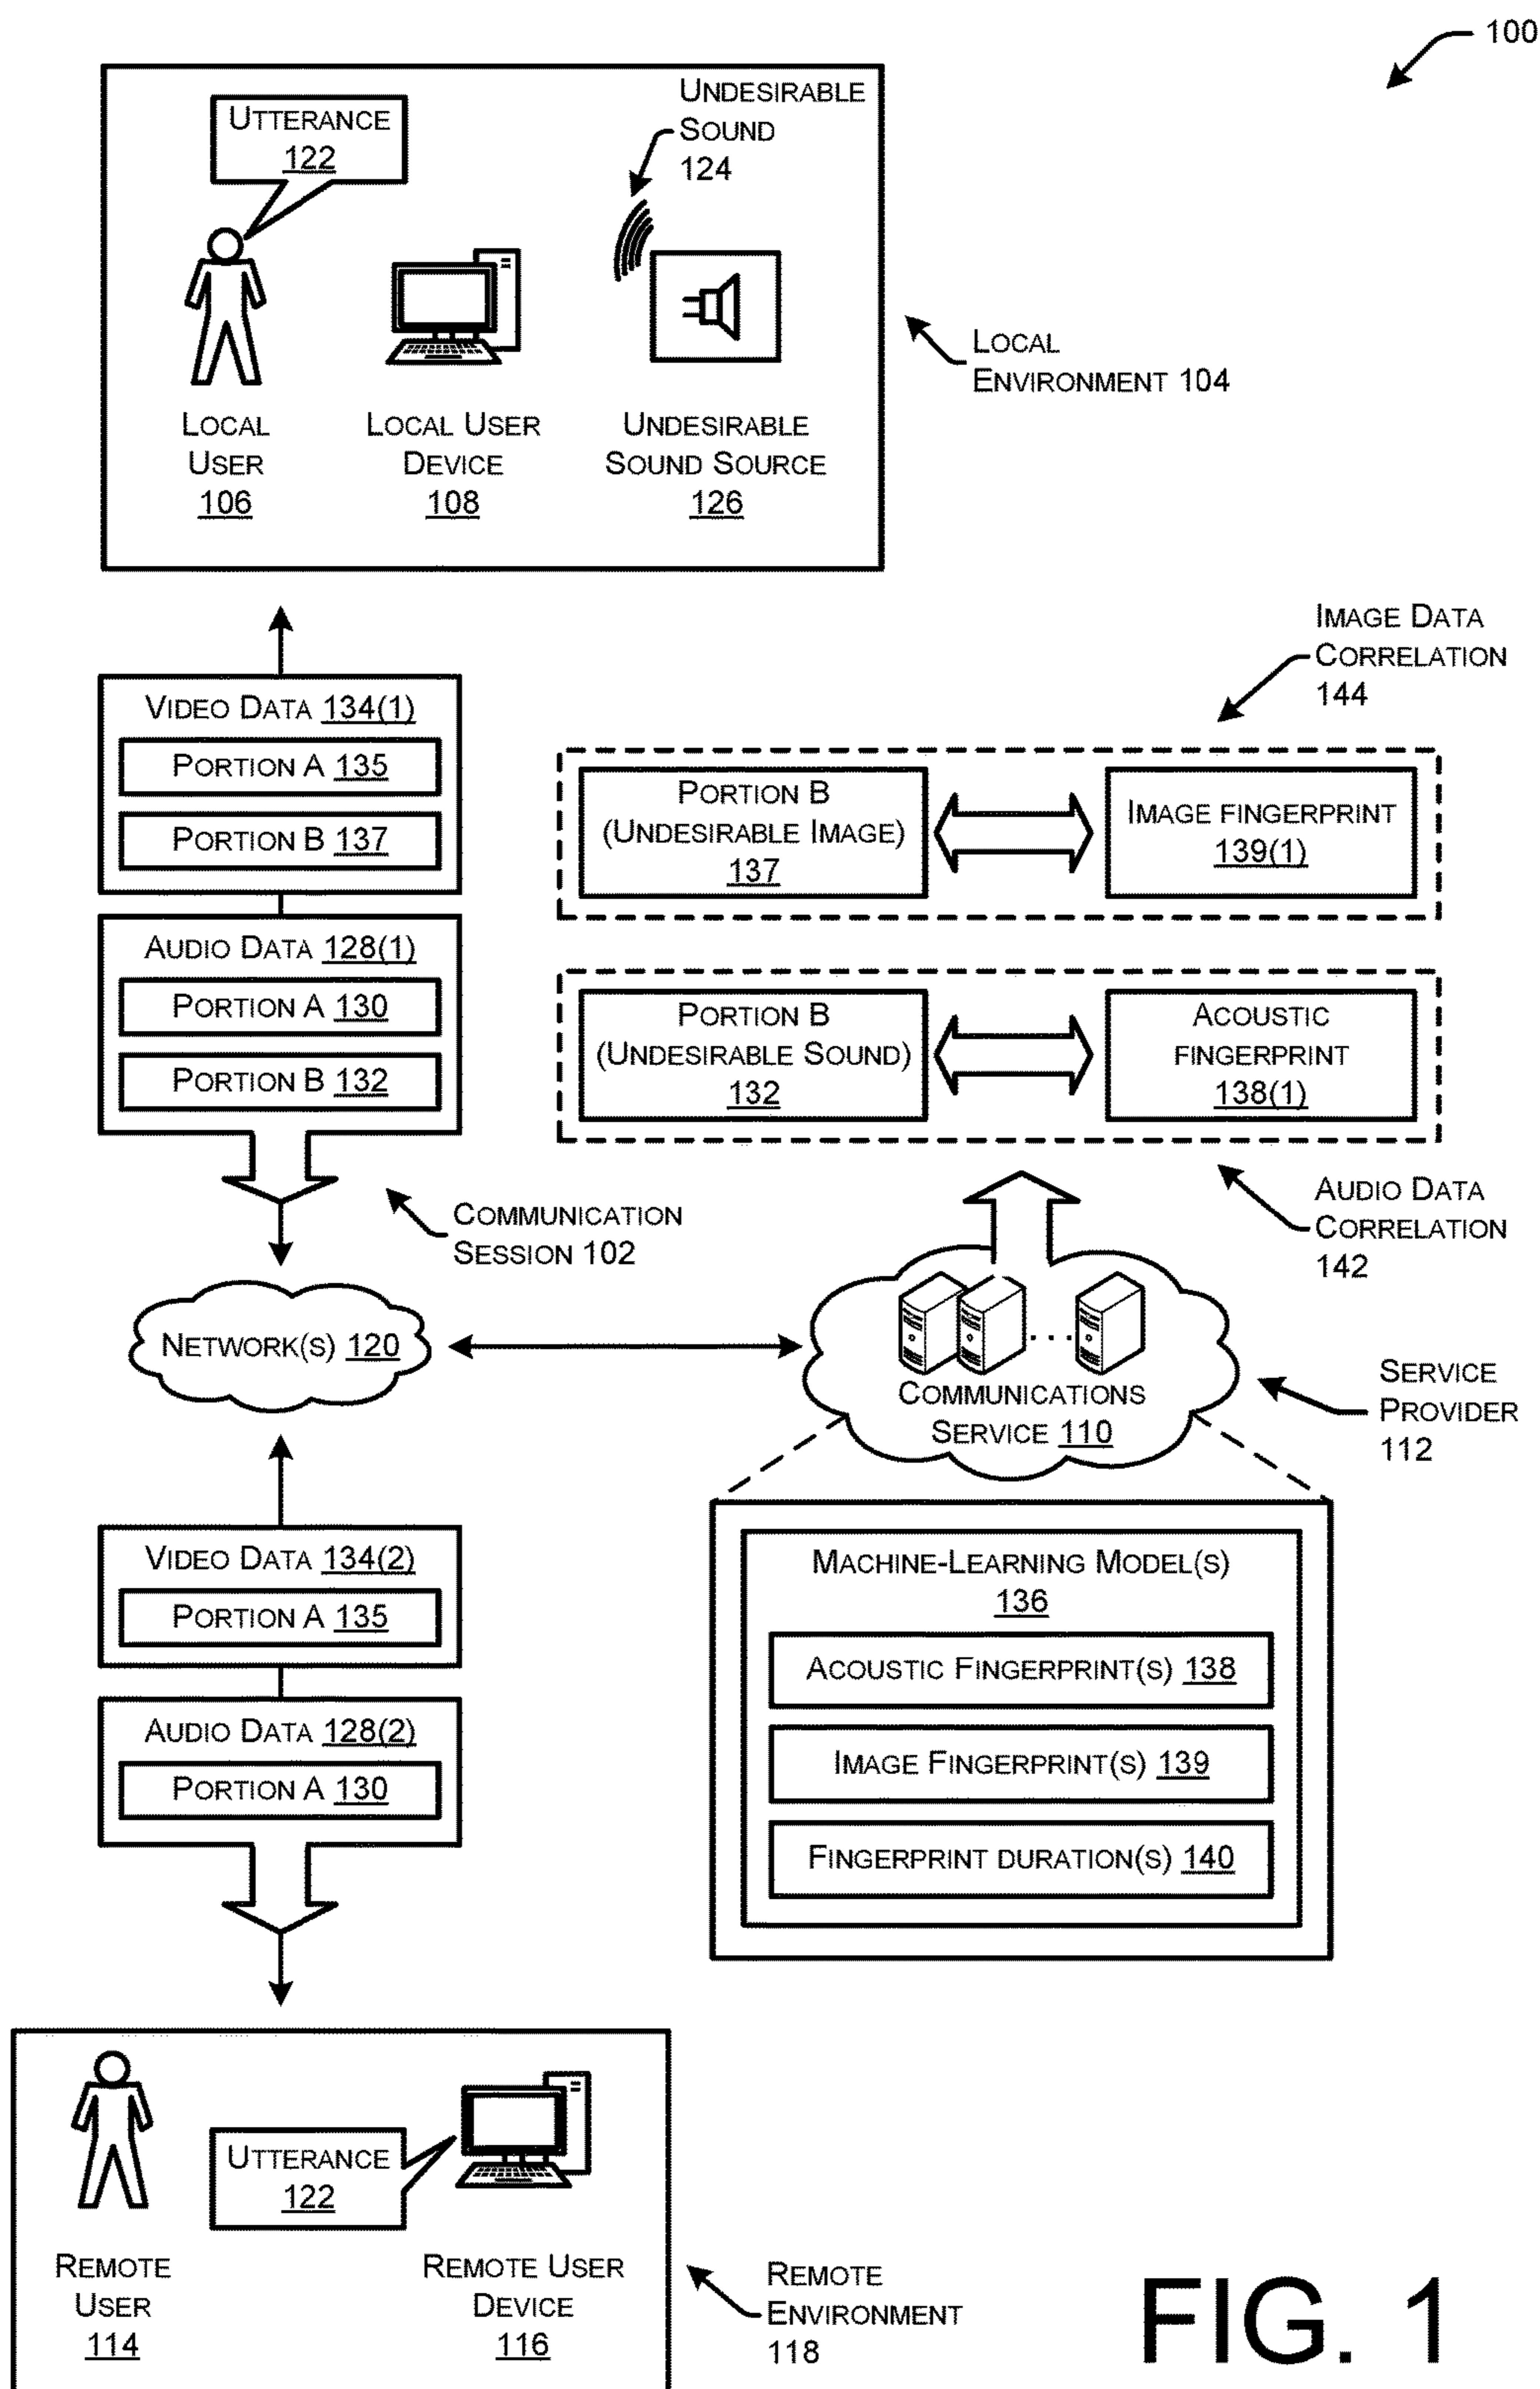 100
UTTERANCE
122
UNDESIRABLE
SOUND
124
LOCAL
USER
106
LOCAL USER
DEVICE
108
UNDESIRABLE
SOUND SOURCE
126
LOCAL
ENVIRONMENT 104
VIDEO DATA 134(1)
PORTION A 135
PORTION B 137
AUDIO DATA 128(1)
PORTION A 130
PORTION B 132
IMAGE DATA
CORRELATION
144
PORTION B
(UNDESIRABLE IMAGE)
137
IMAGE FINGERPRINT
139(1)
PORTION B
(UNDESIRABLE SOUND)
132
ACOUSTIC
FINGERPRINT
138(1)
AUDIO DATA
CORRELATION
142
COMMUNICATION
SESSION 102
NETWORK(S) 120
COMMUNICATIONS
SERVICE 110
SERVICE
PROVIDER
112
VIDEO DATA 134(2)
PORTION A 135
AUDIO DATA 128(2)
PORTION A 130
MACHINE-LEARNING MODEL(S)
136
ACOUSTIC FINGERPRINT(S) 138
IMAGE FINGERPRINT(S) 139
FINGERPRINT DURATION(S) 140
UTTERANCE
122
REMOTE
USER
114
REMOTE USER
DEVICE
116
REMOTE
ENVIRONMENT
118
FIG. 1